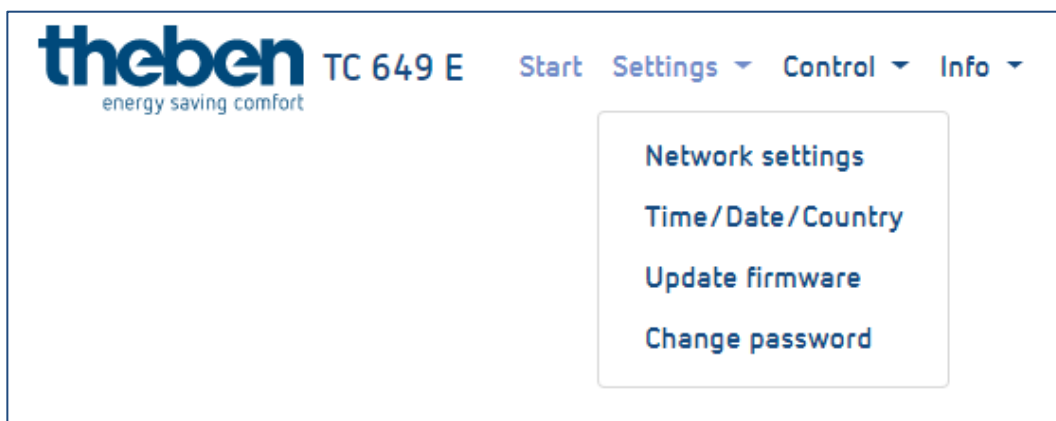 theben TC 649 E Start Settings Control Info
energy saving comfort
Network settings
Time/Date/Country
Update firmware
Change password